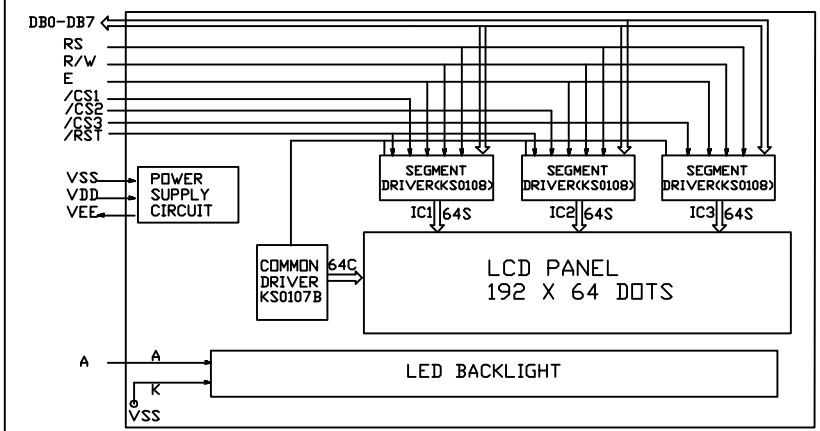 DB0-DB7
RS
R/W
E
/CS1
/CS2
/CS3
/RST
SEGMENT
DRIVER(KS0108)
SEGMENT
DRIVER(KS0108)
SEGMENT
DRIVER(KS0108)
VSS
VDD
VEE
POWER
SUPPLY
CIRCUIT
IC1 64S
IC2 64S
IC3 64S
COMMON
DRIVER
KS0107B
64C
LCD PANEL
192 X 64 DOTS
A
A
K
VSS
LED BACKLIGHT